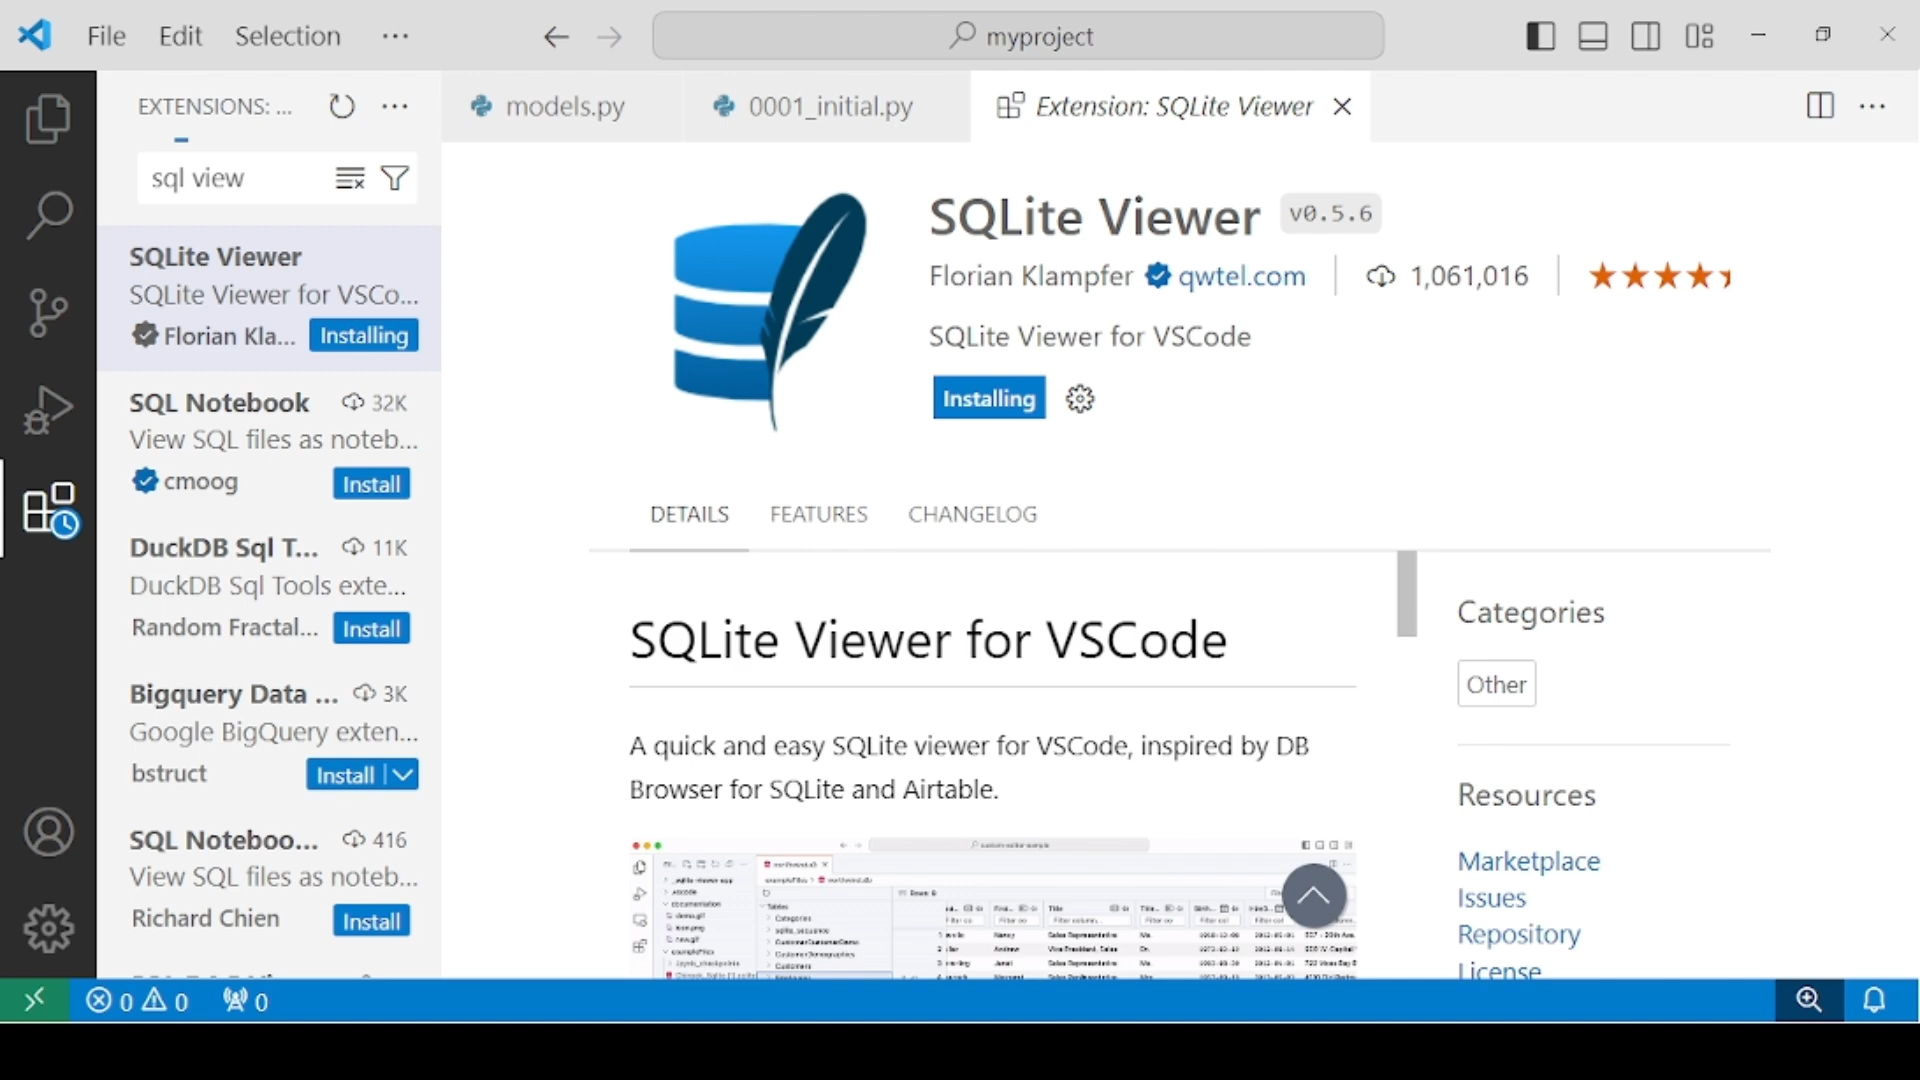 File Edit Selection ···
myproject
EXTENSIONS: ...
sql view
SQLite Viewer
SQLite Viewer for VSCo...
Florian Kla... Installing
SQL Notebook 32K
View SQL files as noteb...
cmoog Install
DuckDB Sql T... 11K
DuckDB Sql Tools exte...
Random Fractal... Install
Bigquery Data ... 3K
Google BigQuery exten...
bstruct Install
SQL Noteboo... 416
View SQL files as noteb...
Richard Chien Install
models.py 0001_initial.py Extension: SQLite Viewer
SQLite Viewer v0.5.6
Florian Klampfer qwtel.com 1,061,016
SQLite Viewer for VSCode
Installing
DETAILS FEATURES CHANGELOG
SQLite Viewer for VSCode
A quick and easy SQLite viewer for VSCode, inspired by DB
Browser for SQLite and Airtable.
Categories
Other
Resources
Marketplace
Issues
Repository
License
0 0 0